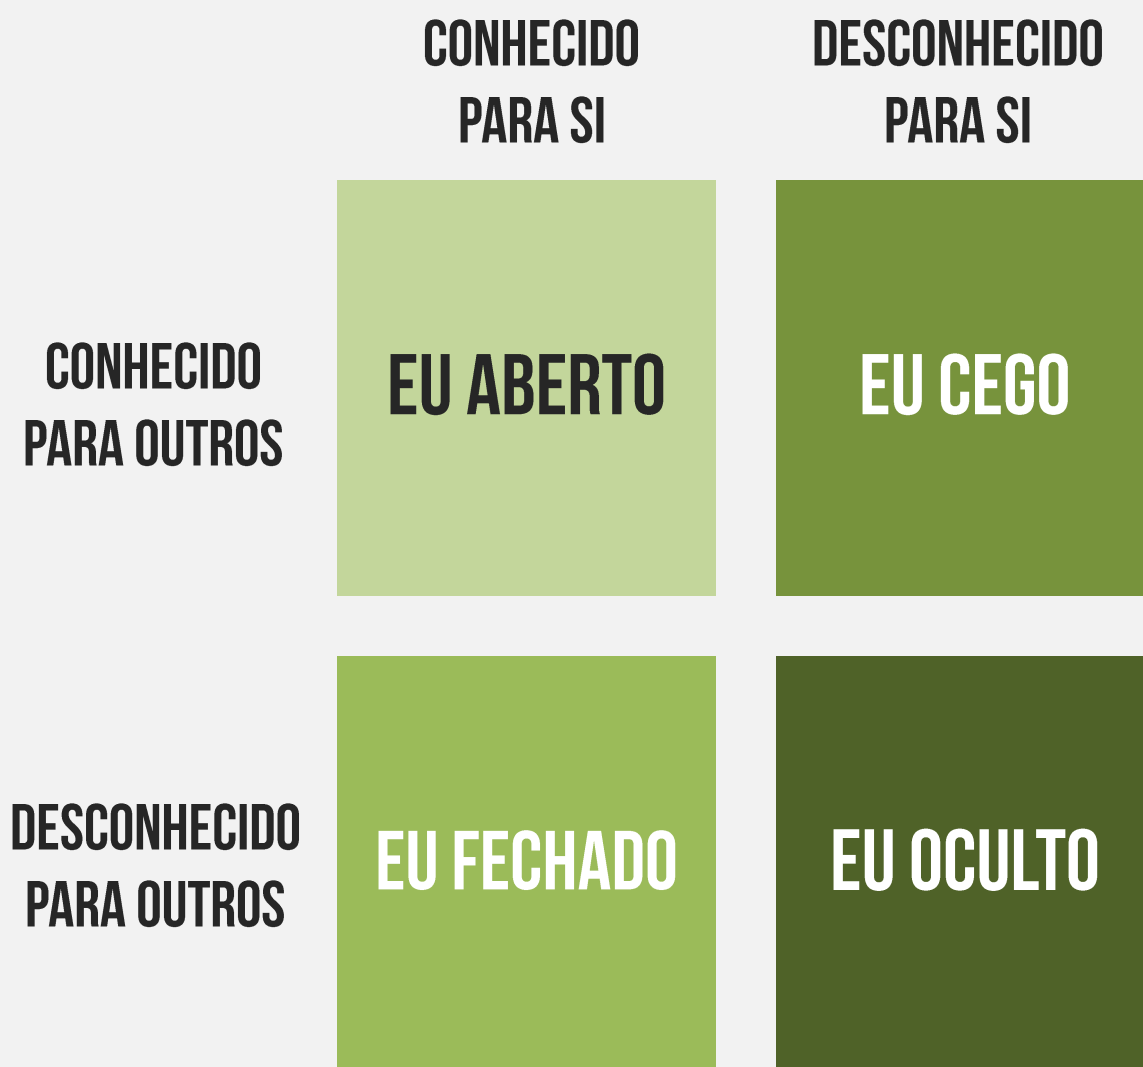 CONHECIDO
PARA SI
DESCONHECIDO
PARA SI
CONHECIDO
PARA OUTROS
EU ABERTO
EU CEGO
DESCONHECIDO
PARA OUTROS
EU FECHADO
EU OCULTO